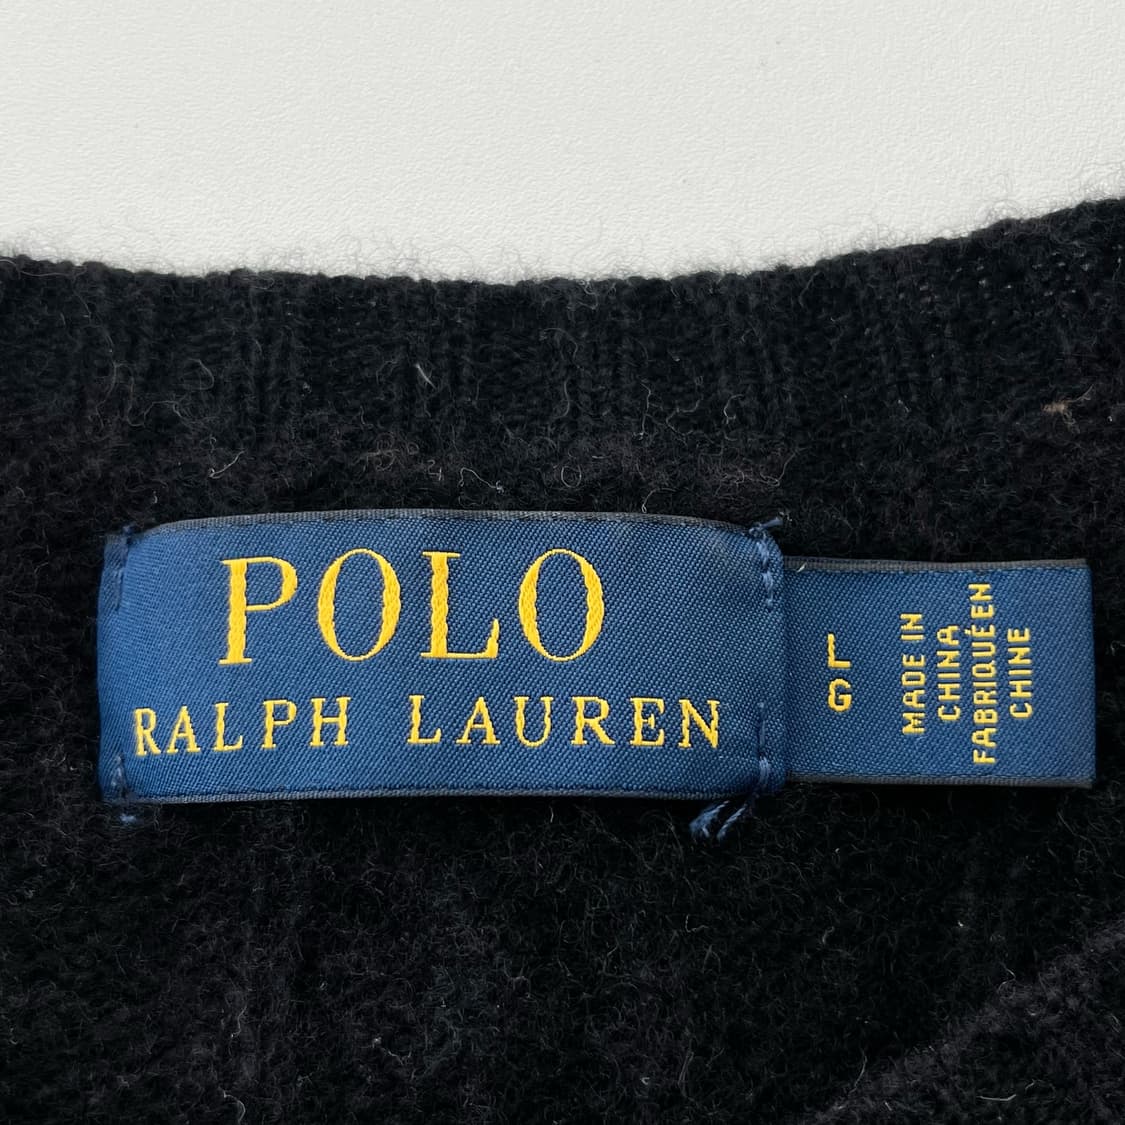 POLO
RALPH LAUREN
L
G
MADE IN
CHINA
FABRIQUÉ EN
CHINE